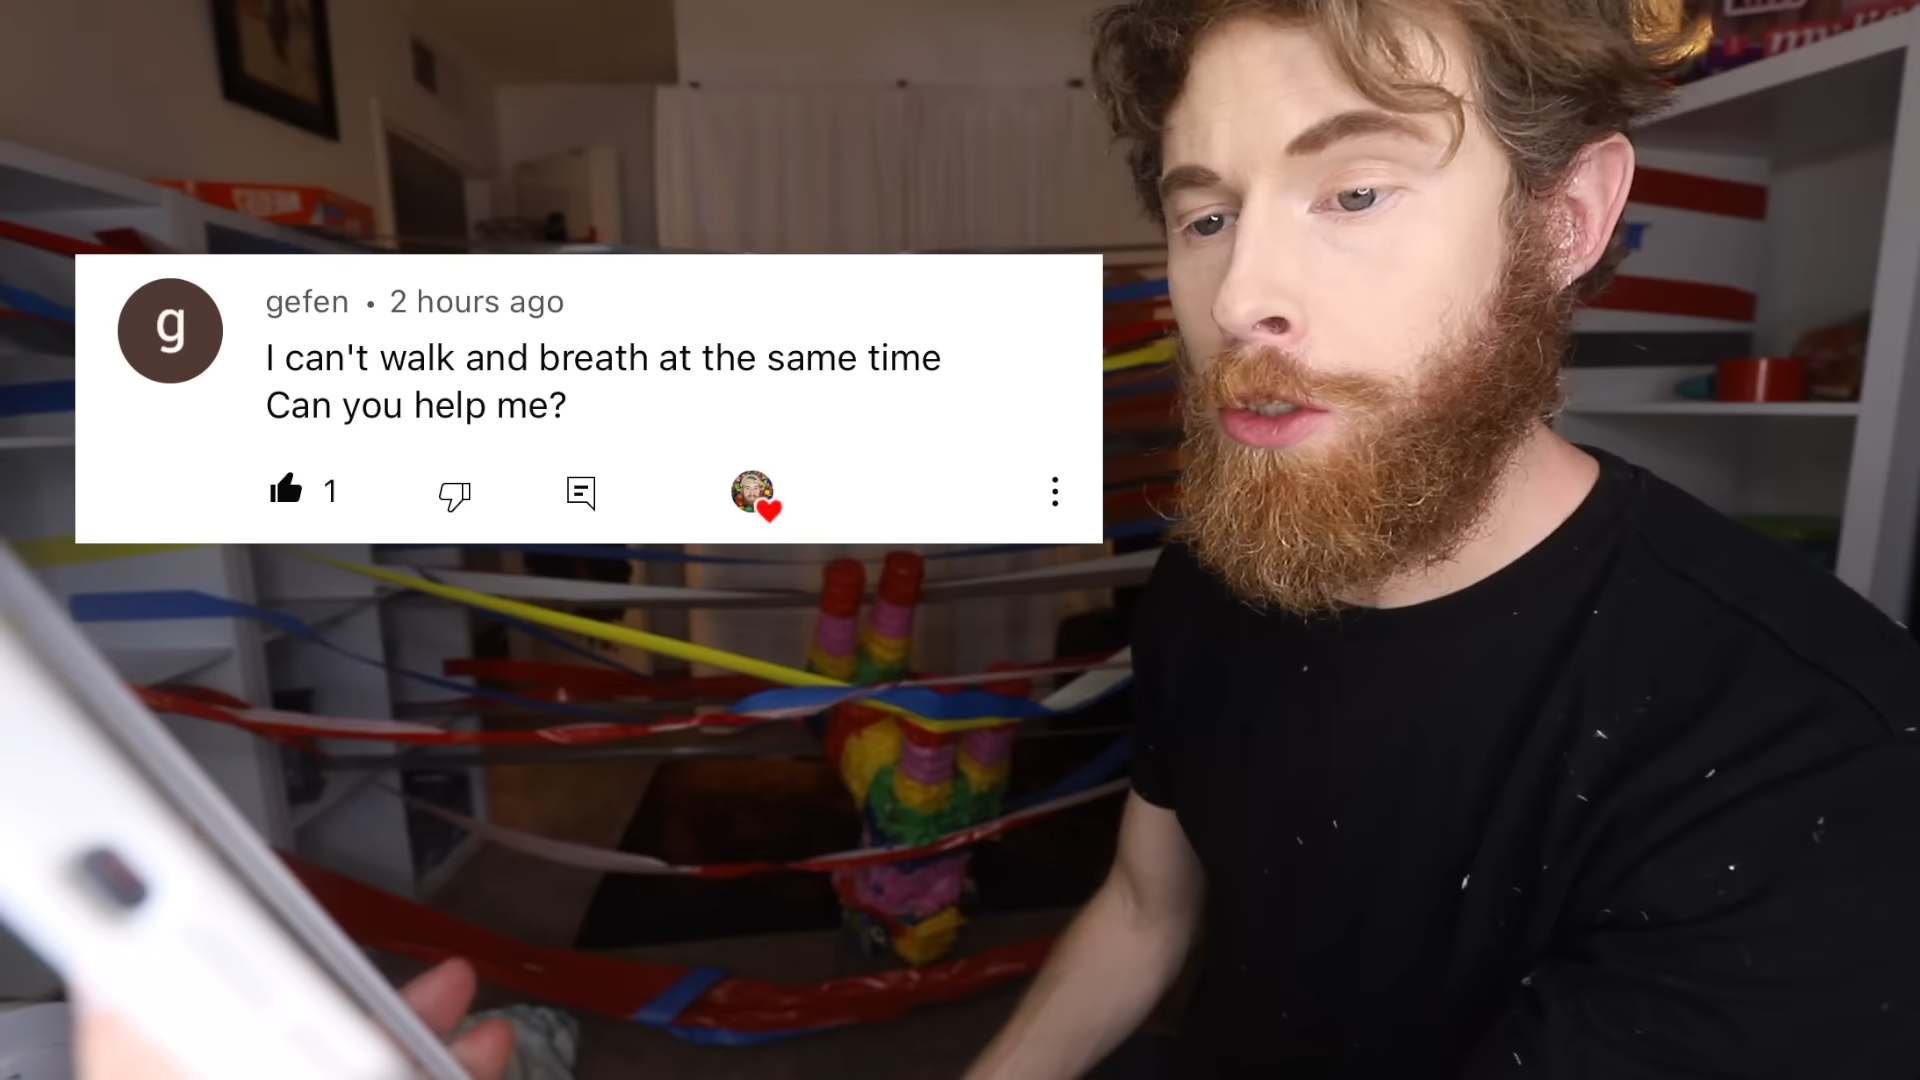 g
gefen • 2 hours ago
I can't walk and breath at the same time
Can you help me?
1